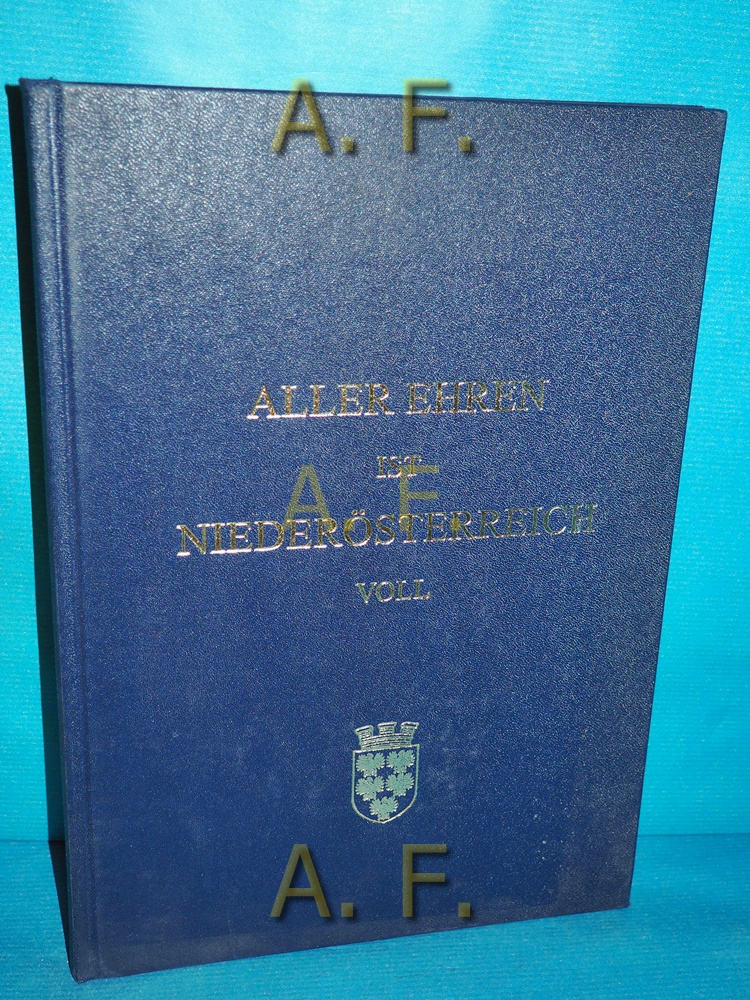 A. F.
ALLER EHREN
IST
A. F.
NIEDERÖSTERREICH
VOLL
A. F.